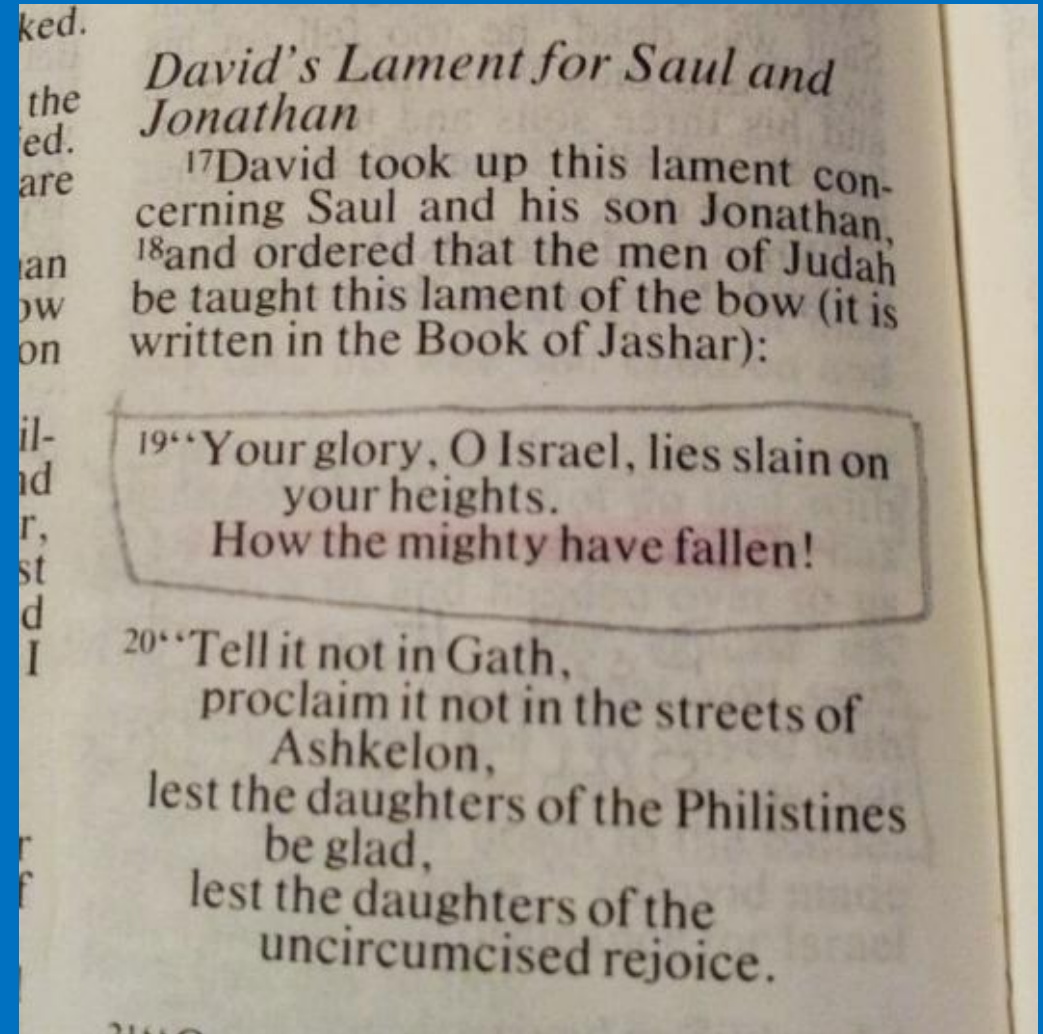 ked.
the
ed.
are
an
ow
on
il-
nd
r,
st
d
I
r
f
David's Lament for Saul and
Jonathan
17David took up this lament con-
cerning Saul and his son Jonathan,
18and ordered that the men of Judah
be taught this lament of the bow (it is
written in the Book of Jashar):
19“Your glory, O Israel, lies slain on
your heights.
How the mighty have fallen!
20“Tell it not in Gath,
proclaim it not in the streets of
Ashkelon,
lest the daughters of the Philistines
be glad,
lest the daughters of the
uncircumcised rejoice.